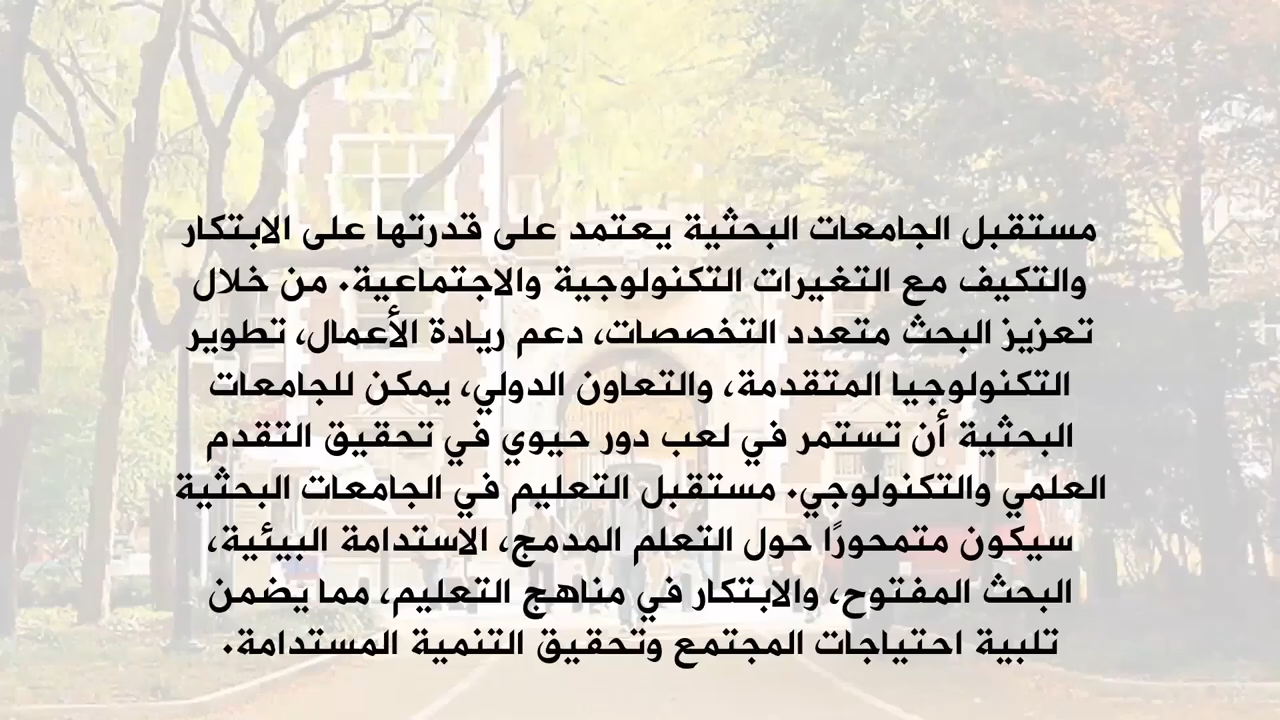 مستقبل الجامعات البحثية يعتمد على قدرتها على الابتكار
والتكيف مع التغيرات التكنولوجية والاجتماعية. من خلال
تعزيز البحث متعدد التخصصات، دعم ريادة الأعمال، تطوير
التكنولوجيا المتقدمة، والتعاون الدولي، يمكن للجامعات
البحثية أن تستمر في لعب دور حيوي في تحقيق التقدم
العلمي والتكنولوجي. مستقبل التعليم في الجامعات البحثية
سيكون متمحورًا حول التعلم المدمج، الاستدامة البيئية،
البحث المفتوح، والابتكار في مناهج التعليم، مما يضمن
تلبية احتياجات المجتمع وتحقيق التنمية المستدامة.